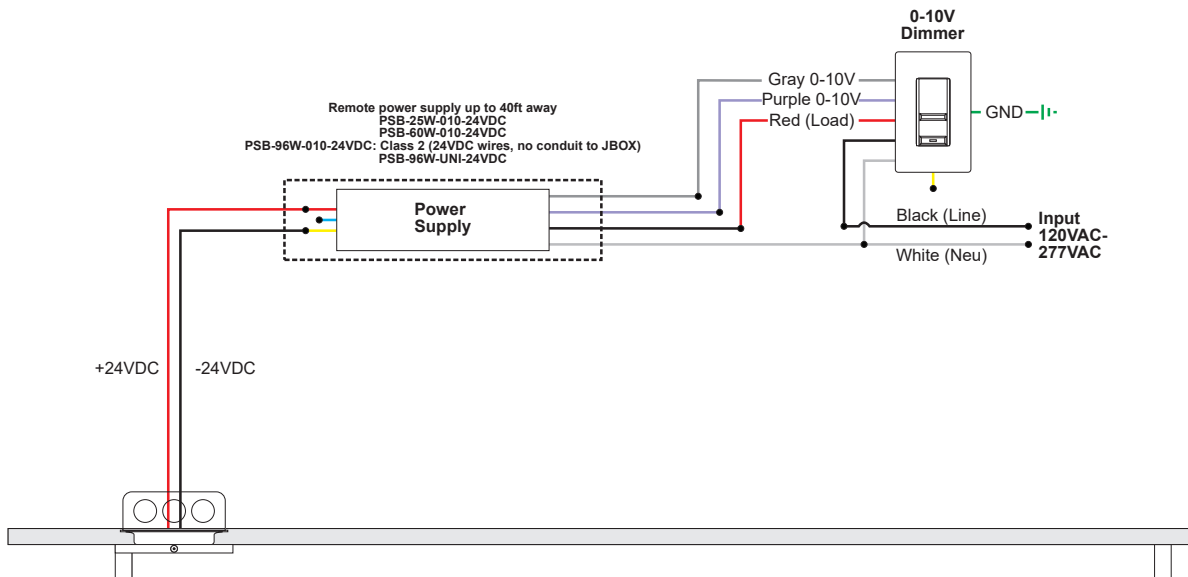 0-10V
Dimmer
Gray 0-10V
Purple 0-10V
Red (Load)
GND
Remote power supply up to 40ft away
PSB-25W-010-24VDC
PSB-60W-010-24VDC
PSB-96W-010-24VDC: Class 2 (24VDC wires, no conduit to JBOX)
PSB-96W-UNI-24VDC
Power
Supply
Black (Line)
White (Neu)
Input
120VAC-
277VAC
+24VDC
-24VDC